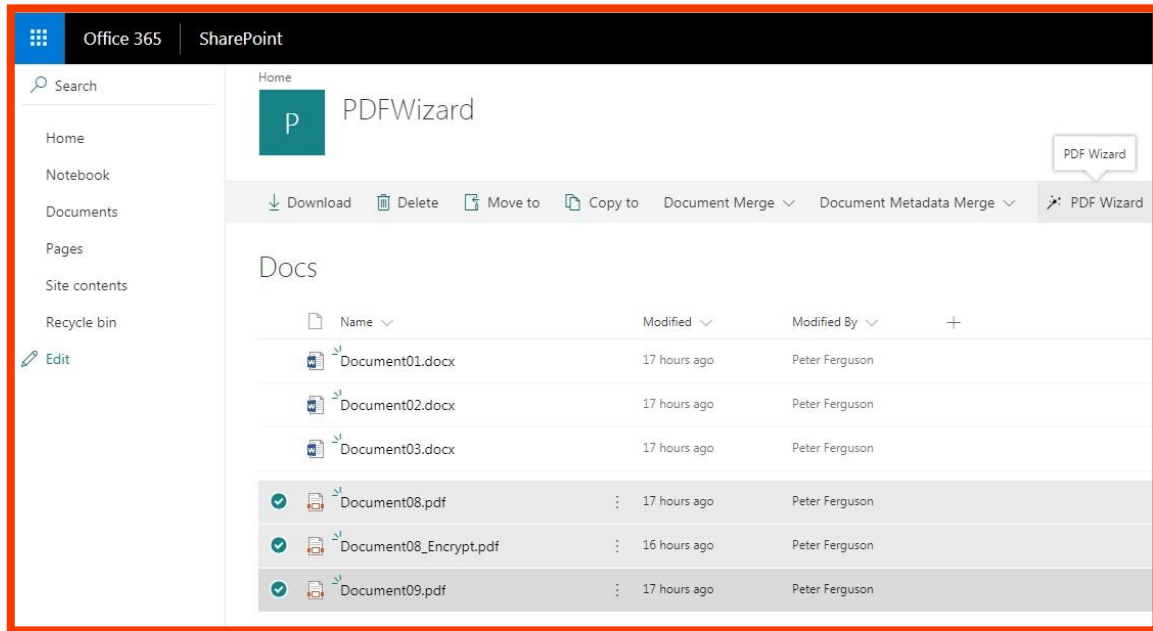 Office 365 SharePoint
Search
Home
Notebook
Documents
Pages
Site contents
Recycle bin
Edit
Home
P PDFWizard
PDF Wizard
Download Delete Move to Copy to Document Merge Document Metadata Merge PDF Wizard
Docs
Name Modified Modified By
Document01.docx 17 hours ago Peter Ferguson
Document02.docx 17 hours ago Peter Ferguson
Document03.docx 17 hours ago Peter Ferguson
Document08.pdf 17 hours ago Peter Ferguson
Document08_Encrypt.pdf 16 hours ago Peter Ferguson
Document09.pdf 17 hours ago Peter Ferguson